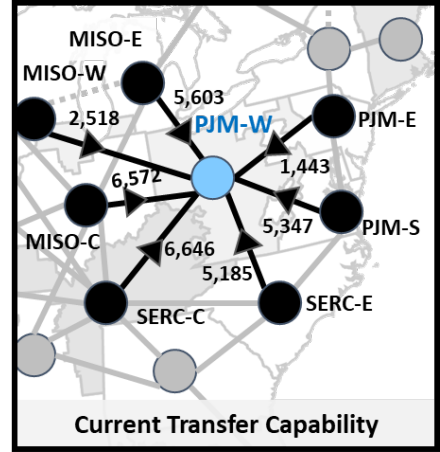 MISO-E
MISO-W
5,603
2,518
PJM-W
PJM-E
1,443
6,572
5,347
PJM-S
MISO-C
6,646
5,185
SERC-C
SERC-E
Current Transfer Capability